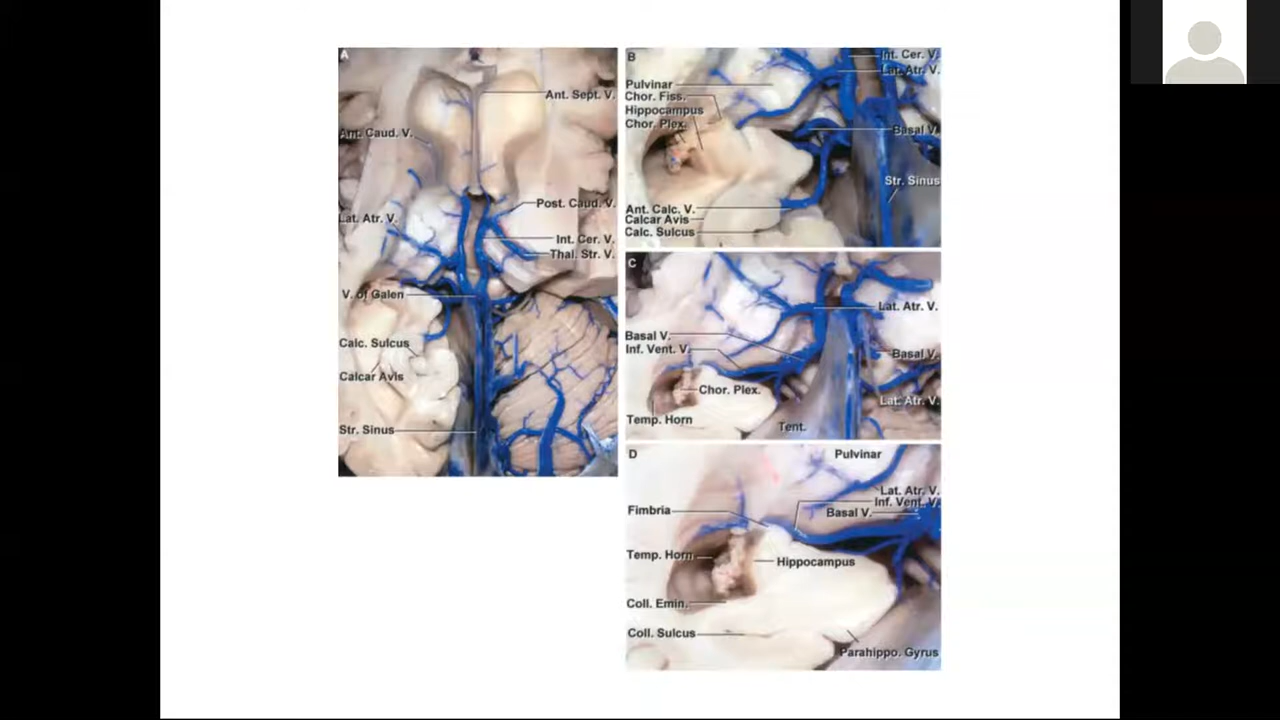 A
Ant. Sept. V.
Ant. Caud. V.
Post. Caud. V.
Lat. Atr. V.
Int. Cer. V.
Thal. Str. V.
V. of Galen
Calc. Sulcus
Calcar Avis
Str. Sinus
B
Int. Cer. V.
Lat. Atr. V.
Pulvinar
Chor. Fiss.
Hippocampus
Chor. Plex.
Basal V.
Str. Sinus
Ant. Calc. V.
Calcar Avis
Calc. Sulcus
C
Lat. Atr. V.
Basal V.
Inf. Vent. V.
Basal V.
Chor. Plex.
Lat. Atr. V.
Temp. Horn
Tent.
D
Pulvinar
Lat. Atr. V.
Inf. Vent. V.
Fimbria
Basal V.
Temp. Horn
Hippocampus
Coll. Emin.
Coll. Sulcus
Parahippo. Gyrus